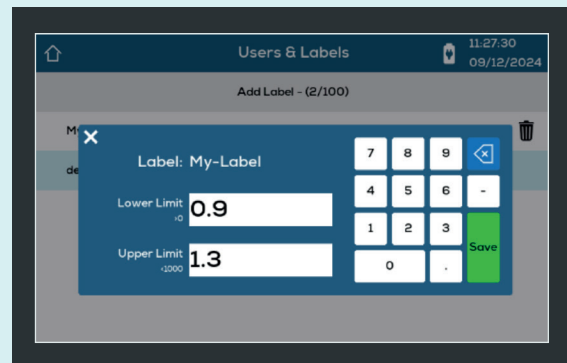 Users & Labels
11:27:30
09/12/2024
Add Label - (2/100)
M
de
Label: My-Label
Lower Limit
>0
0.9
Upper Limit
<1000
1.3
7 8 9
4 5 6 -
1 2 3
Save
0 .